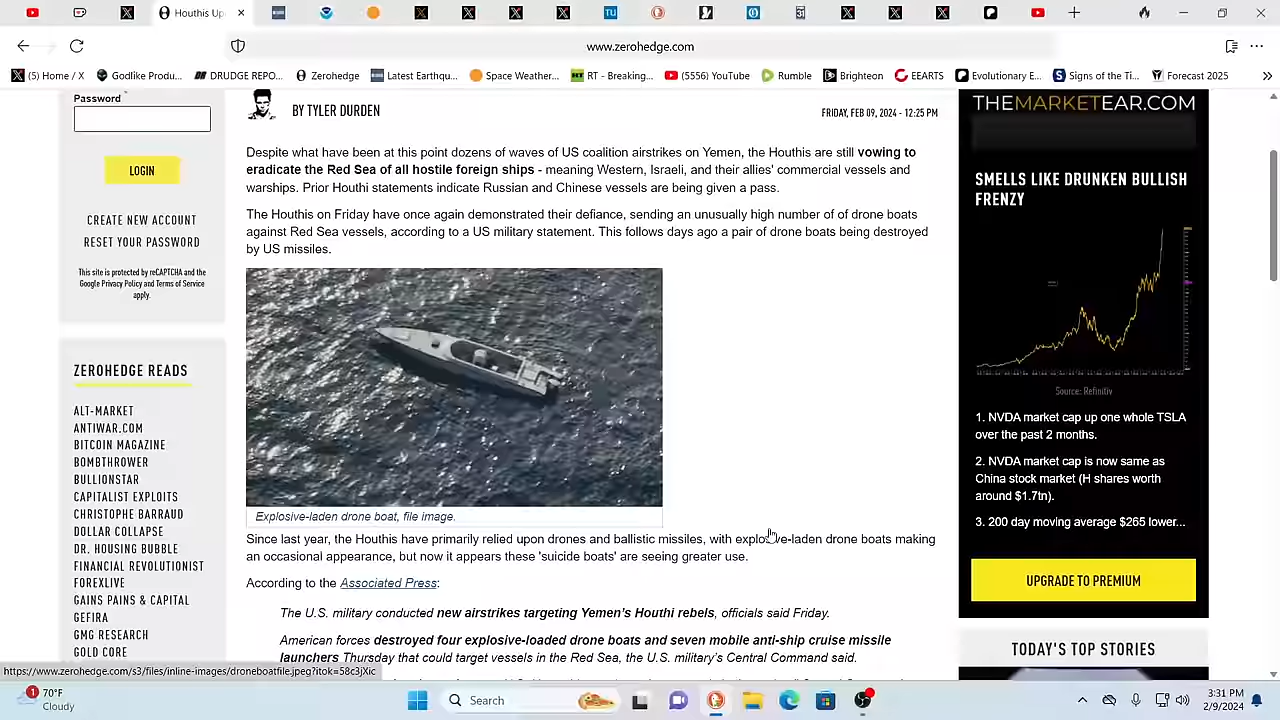 Houthis Up
TU
www.zerohedge.com
(5) Home / X
Godlike Produ...
DRUDGE REPO...
Zerohedge
Latest Earthqu...
Space Weather...
RT
RT - Breaking...
(5556) YouTube
Rumble
Brighteon
EEARTS
Evolutionary E...
Signs of the Ti...
Forecast 2025
Password
LOGIN
CREATE NEW ACCOUNT
RESET YOUR PASSWORD
This site is protected by reCAPTCHA and the
Google Privacy Policy and Terms of Service
apply.
ZEROHEDGE READS
ALT-MARKET
ANTIWAR.COM
BITCOIN MAGAZINE
BOMBTHROWER
BULLIONSTAR
CAPITALIST EXPLOITS
CHRISTOPHE BARRAUD
DOLLAR COLLAPSE
DR. HOUSING BUBBLE
FINANCIAL REVOLUTIONIST
FOREXLIVE
GAINS PAINS & CAPITAL
GEFIRA
GMG RESEARCH
GOLD CORE
BY TYLER DURDEN
FRIDAY, FEB 09, 2024 - 12:25 PM
Despite what have been at this point dozens of waves of US coalition airstrikes on Yemen, the Houthis are still vowing to
eradicate the Red Sea of all hostile foreign ships - meaning Western, Israeli, and their allies' commercial vessels and
warships. Prior Houthi statements indicate Russian and Chinese vessels are being given a pass.
The Houthis on Friday have once again demonstrated their defiance, sending an unusually high number of of drone boats
against Red Sea vessels, according to a US military statement. This follows days ago a pair of drone boats being destroyed
by US missiles.
Explosive-laden drone boat, file image.
Since last year, the Houthis have primarily relied upon drones and ballistic missiles, with explosive-laden drone boats making
an occasional appearance, but now it appears these 'suicide boats' are seeing greater use.
According to the Associated Press:
The U.S. military conducted new airstrikes targeting Yemen's Houthi rebels, officials said Friday.
American forces destroyed four explosive-loaded drone boats and seven mobile anti-ship cruise missile
launchers Thursday that could target vessels in the Red Sea, the U.S. military's Central Command said.
THEMARKETEAR.COM
SMELLS LIKE DRUNKEN BULLISH
FRENZY
Source: Refinitiv
1. NVDA market cap up one whole TSLA
over the past 2 months.
2. NVDA market cap is now same as
China stock market (H shares worth
around $1.7tn).
3. 200 day moving average $265 lower...
UPGRADE TO PREMIUM
TODAY'S TOP STORIES
1
70°F
Cloudy
Search
3:31 PM
2/9/2024